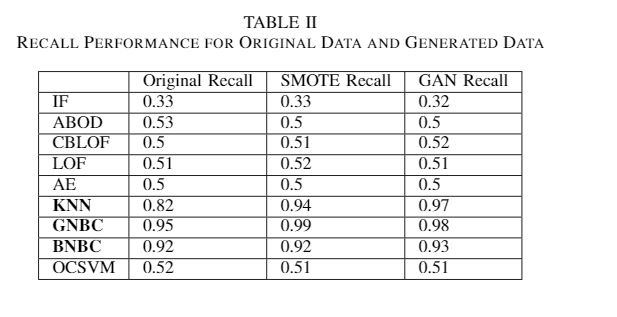 TABLE II
RECALL PERFORMANCE FOR ORIGINAL DATA AND GENERATED DATA
Original Recall SMOTE Recall GAN Recall
IF 0.33 0.33 0.32
ABOD 0.53 0.5 0.5
CBLOF 0.5 0.51 0.52
LOF 0.51 0.52 0.51
AE 0.5 0.5 0.5
KNN 0.82 0.94 0.97
GNBC 0.95 0.99 0.98
BNBC 0.92 0.92 0.93
OCSVM 0.52 0.51 0.51